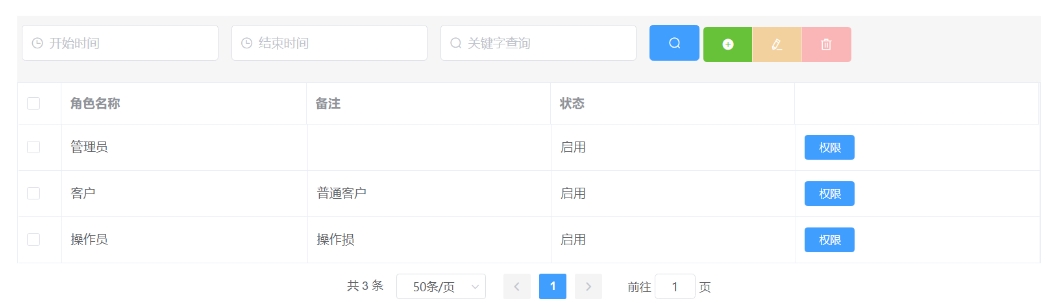 开始时间 结束时间 关键字查询
角色名称 备注 状态
管理员 启用 权限
客户 普通客户 启用 权限
操作员 操作损 启用 权限
共 3 条 50条/页 1 前往 1 页